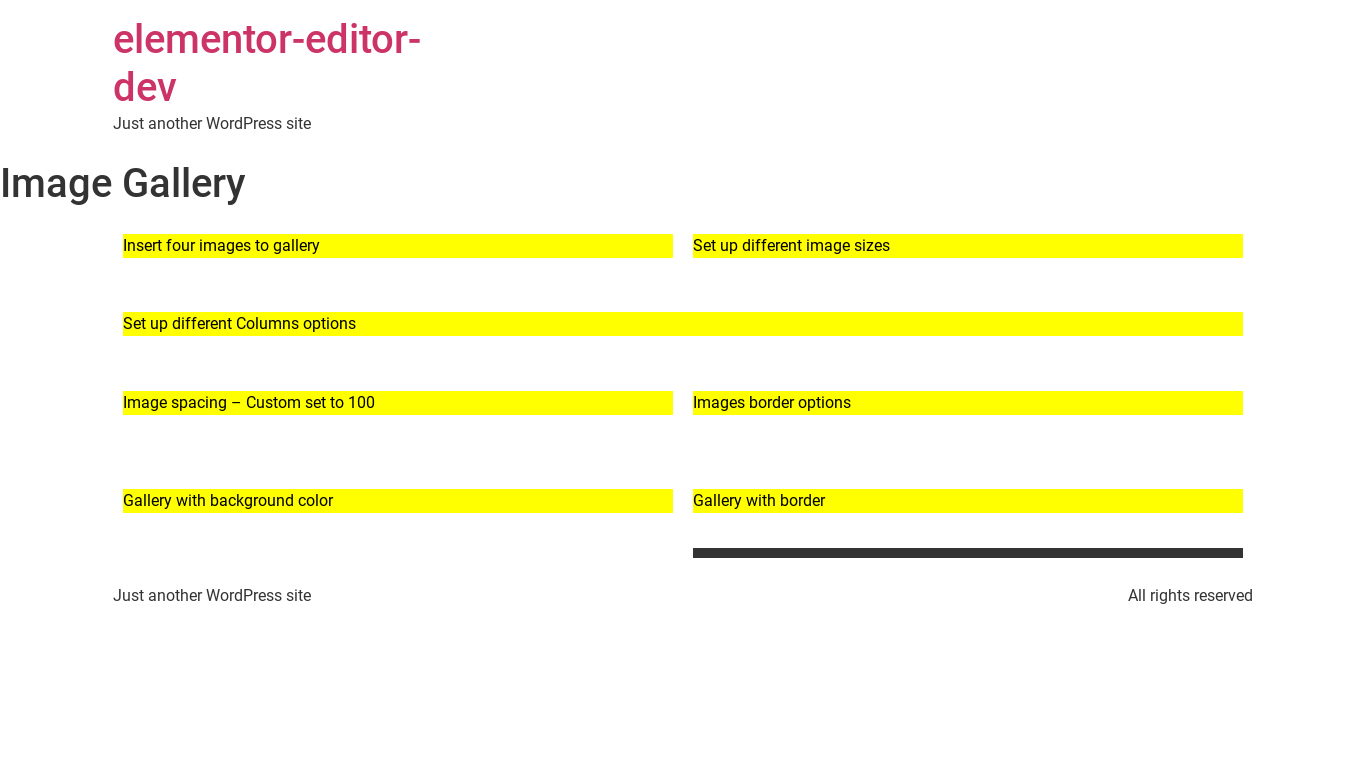 elementor-editor-
dev
Just another WordPress site
Image Gallery
Insert four images to gallery
Set up different image sizes
Set up different Columns options
Image spacing – Custom set to 100
Images border options
Gallery with background color
Gallery with border
Just another WordPress site
All rights reserved